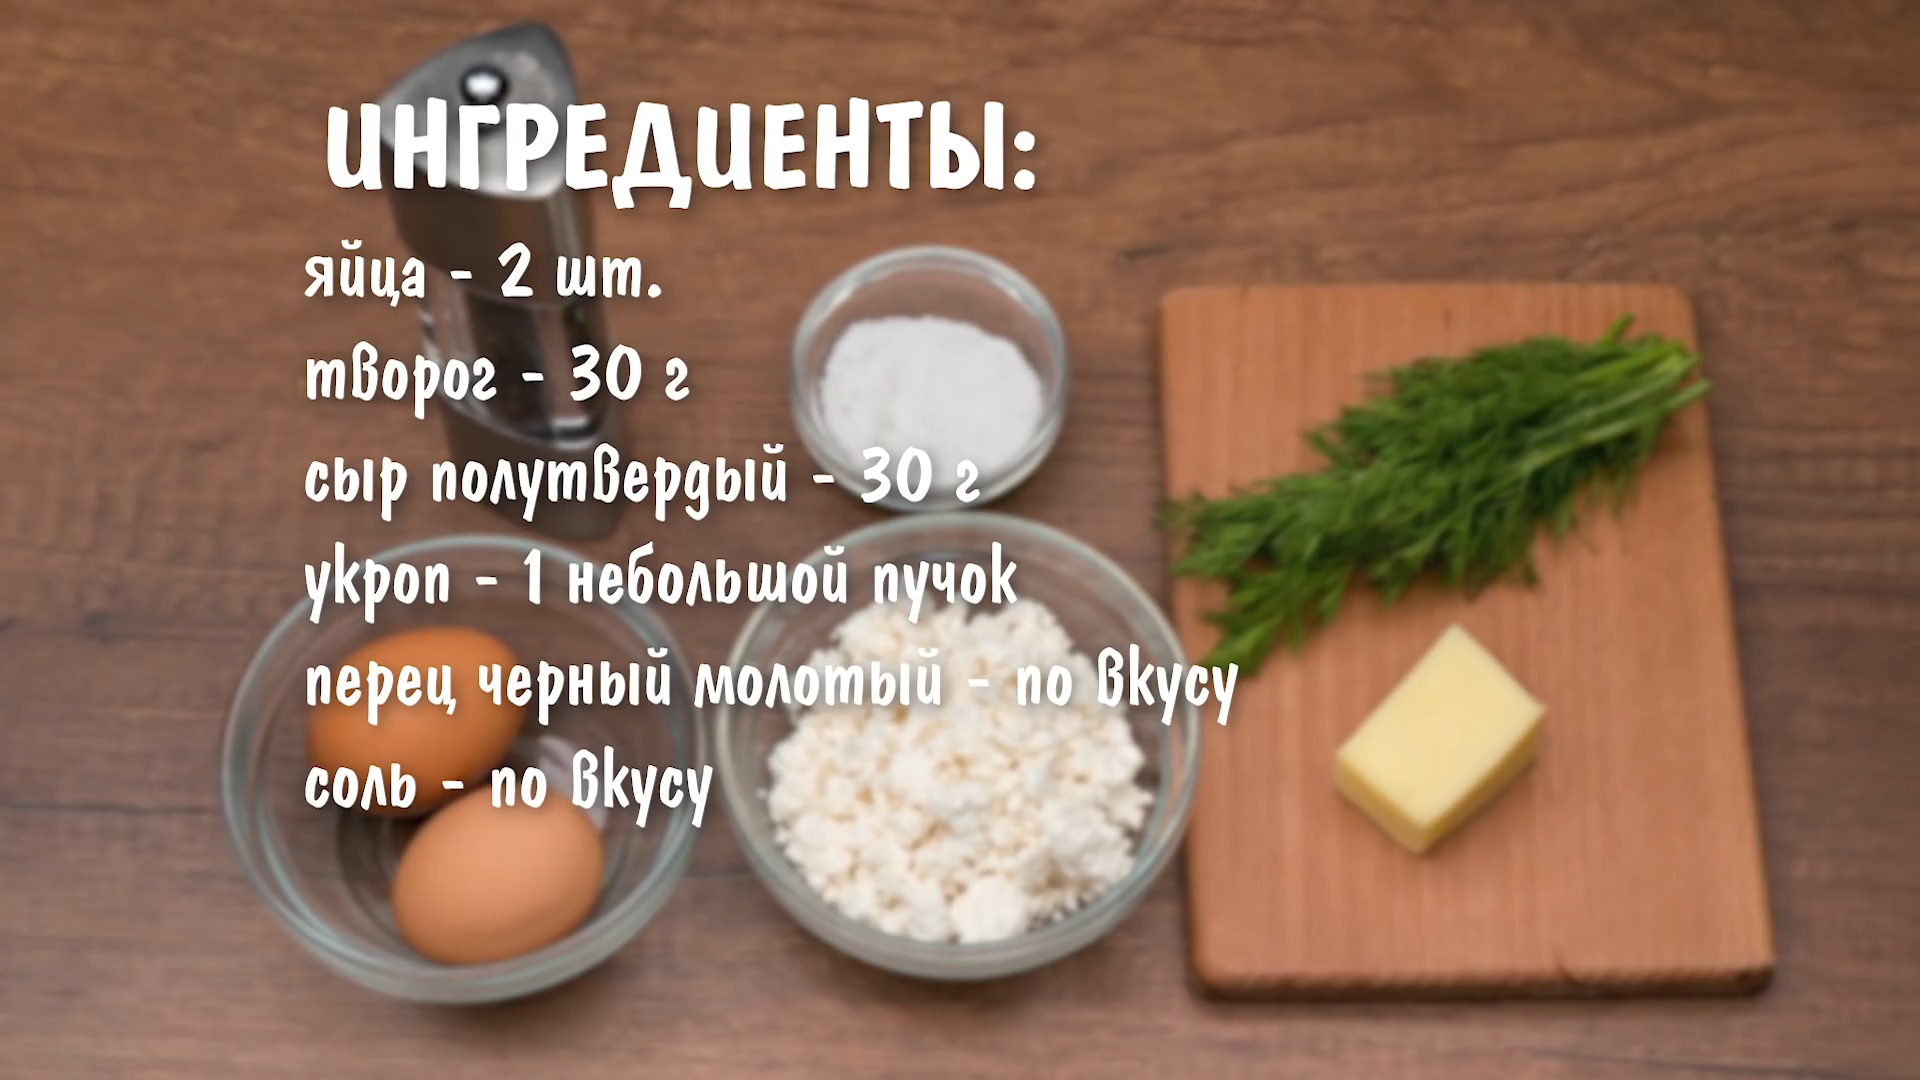 ИНГРЕДИЕНТЫ:
яйца - 2 шт.
творог - 30 г
сыр полутвердый - 30 г
укроп - 1 небольшой пучок
перец черный молотый - по вкусу
соль - по вкусу